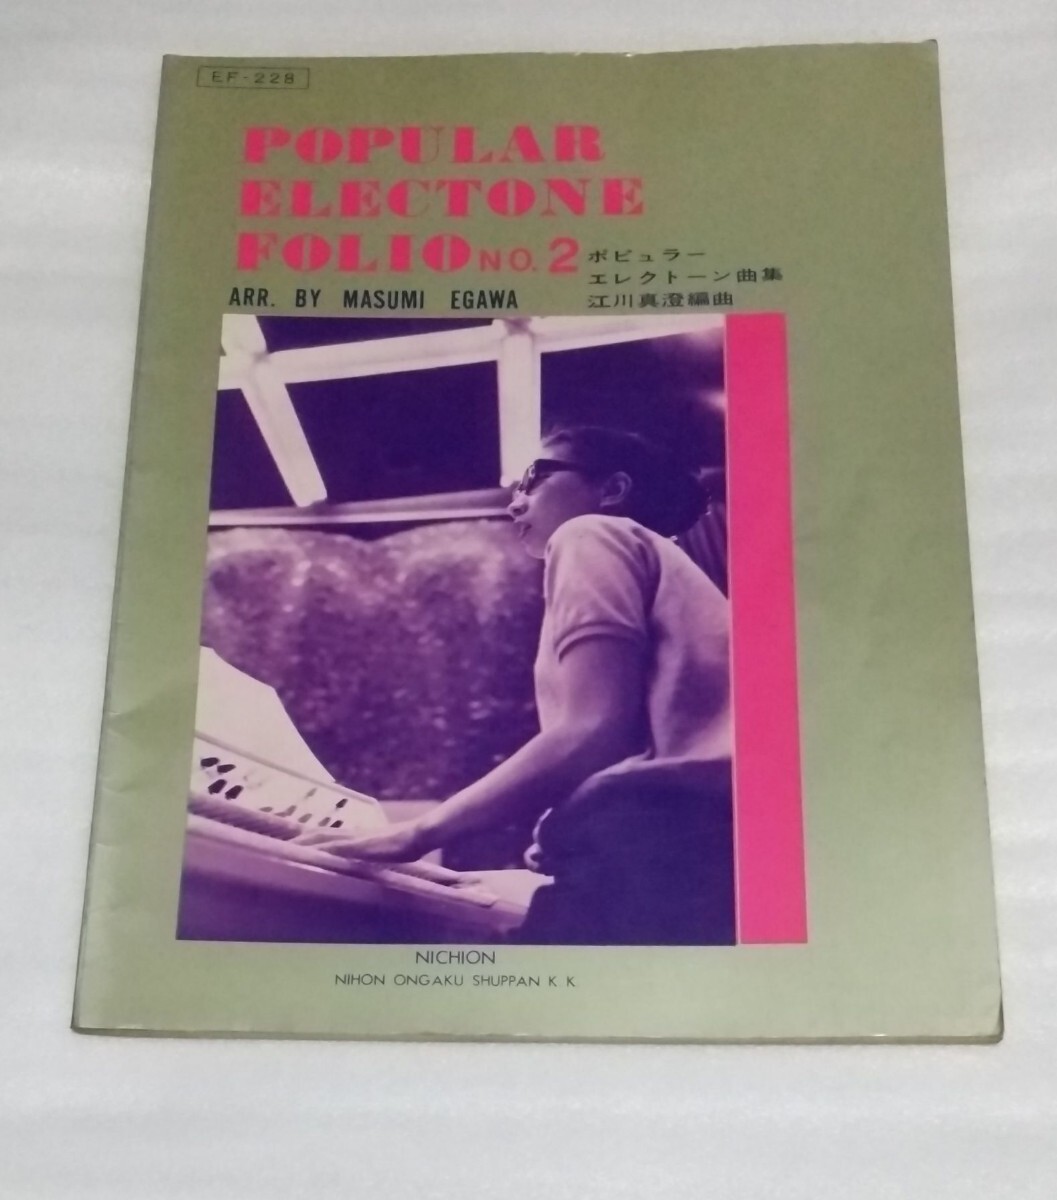 EF-228
POPULAR
ELECTONE
FOLIO NO. 2
ポピュラー
エレクトーン曲集
ARR. BY MASUMI EGAWA
江川真澄編曲
NICHION
NIHON ONGAKU SHUPPAN K K